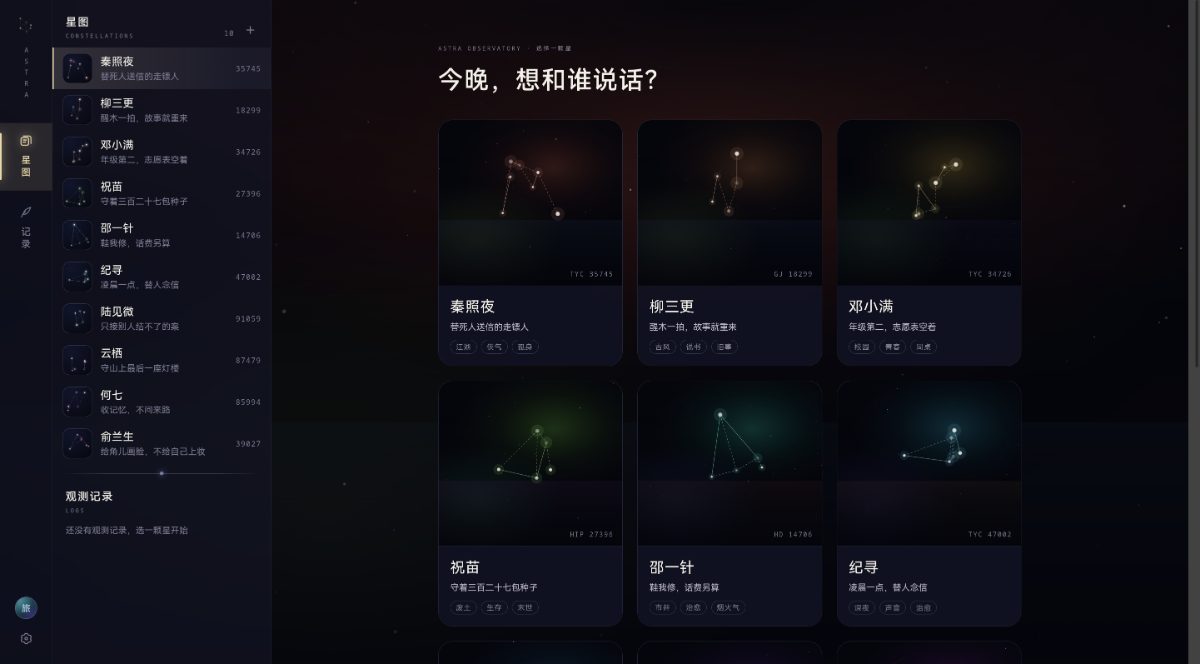 ASTRA
星图
记录
旅
星图
CONSTELLATIONS
10
秦照夜
替死人送信的走镖人
35745
柳三更
醒木一拍，故事就重来
18299
邓小满
年级第二，志愿表空着
34726
祝苗
守着三百二十七包种子
27396
邵一针
鞋我修，话费另算
14706
纪寻
凌晨一点，替人念信
47002
陆见微
只接别人结不了的案
91059
云栖
守山上最后一座灯楼
87479
何七
收记忆，不问来路
85994
俞兰生
给角儿画脸，不给自己上妆
39027
观测记录
LOGS
还没有观测记录，选一颗星开始
ASTRA OBSERVATORY · 选择一颗星
今晚，想和谁说话？
TYC 35745
秦照夜
替死人送信的走镖人
江湖
侠气
孤身
GJ 18299
柳三更
醒木一拍，故事就重来
古风
说书
旧事
TYC 34726
邓小满
年级第二，志愿表空着
校园
青春
同桌
HIP 27396
祝苗
守着三百二十七包种子
废土
生存
末世
HD 14706
邵一针
鞋我修，话费另算
市井
治愈
烟火气
TYC 47002
纪寻
凌晨一点，替人念信
深夜
声音
治愈